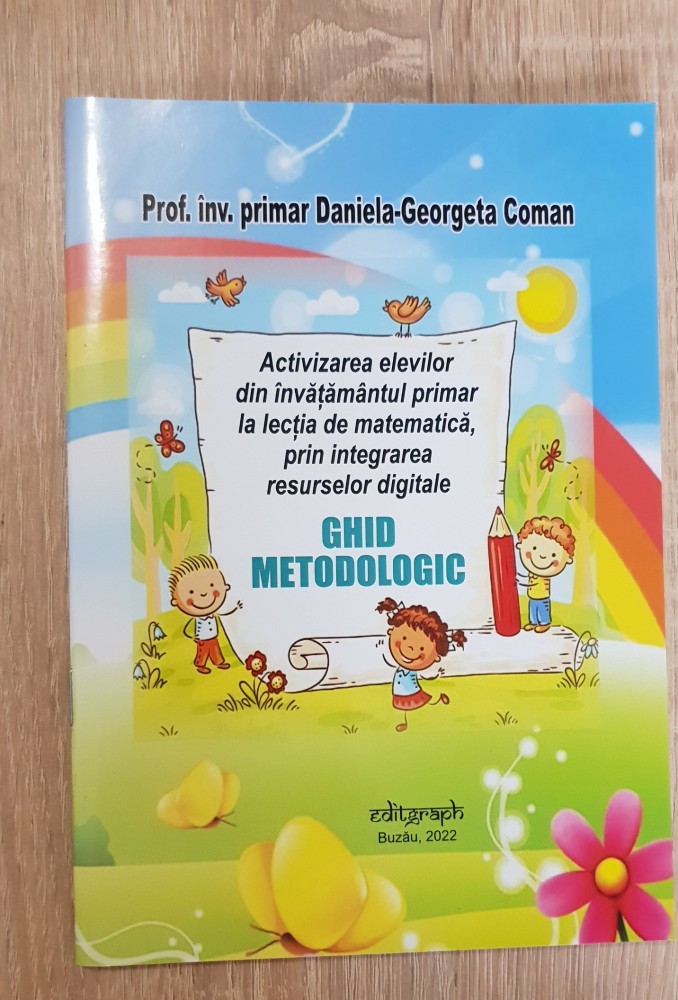 Prof. înv. primar Daniela-Georgeta Coman
Activizarea elevilor
din învățământul primar
la lecția de matematică,
prin integrarea
resurselor digitale
GHID
METODOLOGIC
editgraph
Buzău, 2022